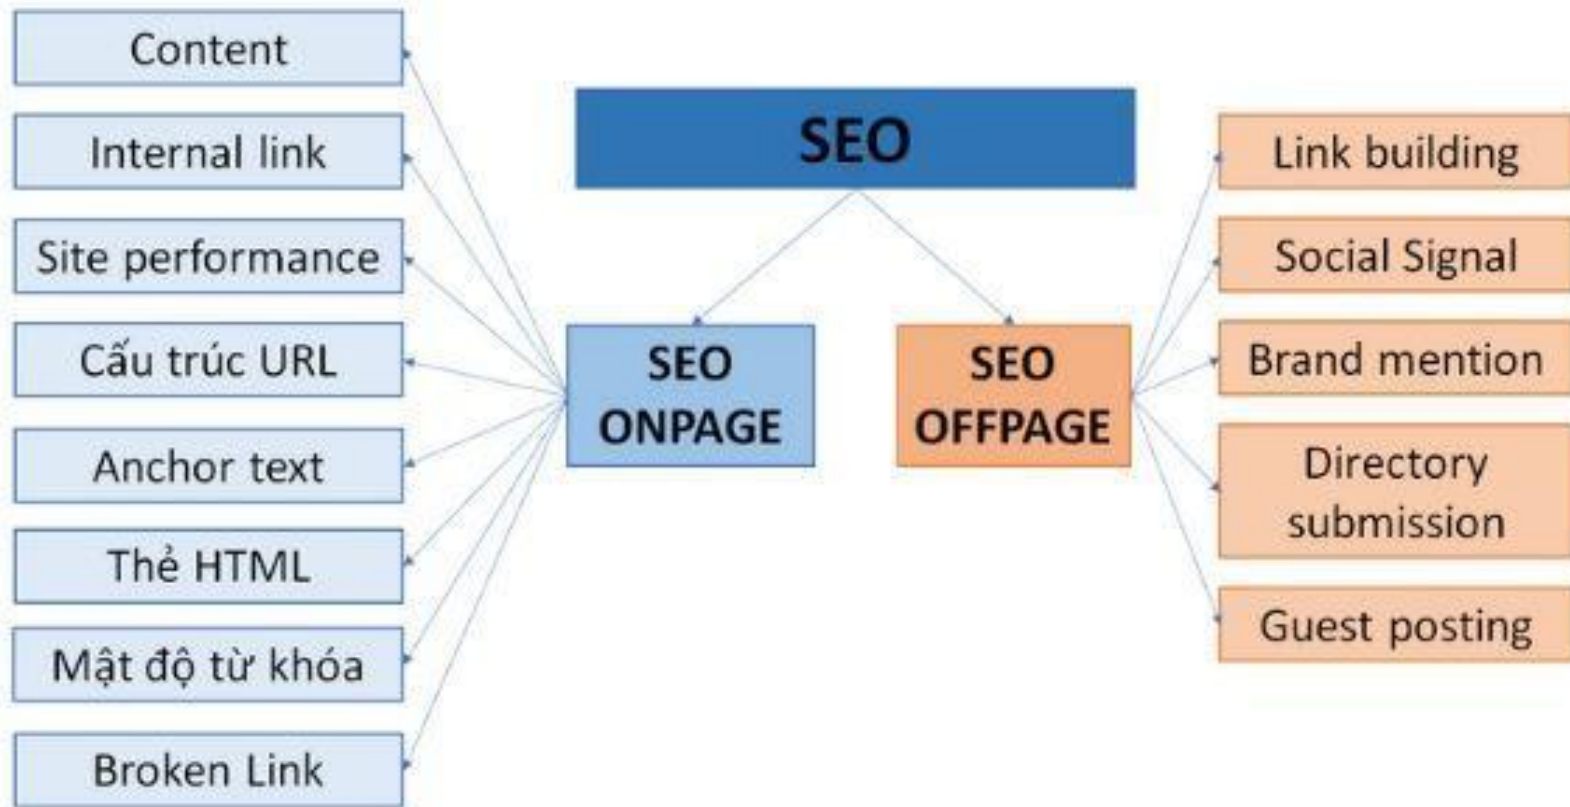 Content
Internal link
Site performance
Cấu trúc URL
Anchor text
Thẻ HTML
Mật độ từ khóa
Broken Link
SEO
SEO
ONPAGE
SEO
OFFPAGE
Link building
Social Signal
Brand mention
Directory
submission
Guest posting